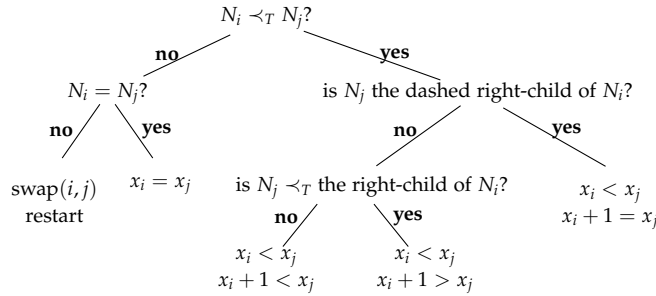 N_i ≺_T N_j?
no
yes
N_i = N_j?
is N_j the dashed right-child of N_i?
no
yes
no
yes
swap(i, j)
restart
x_i = x_j
is N_j ≺_T the right-child of N_i?
x_i < x_j
x_i + 1 = x_j
no
yes
x_i < x_j
x_i + 1 < x_j
x_i < x_j
x_i + 1 > x_j